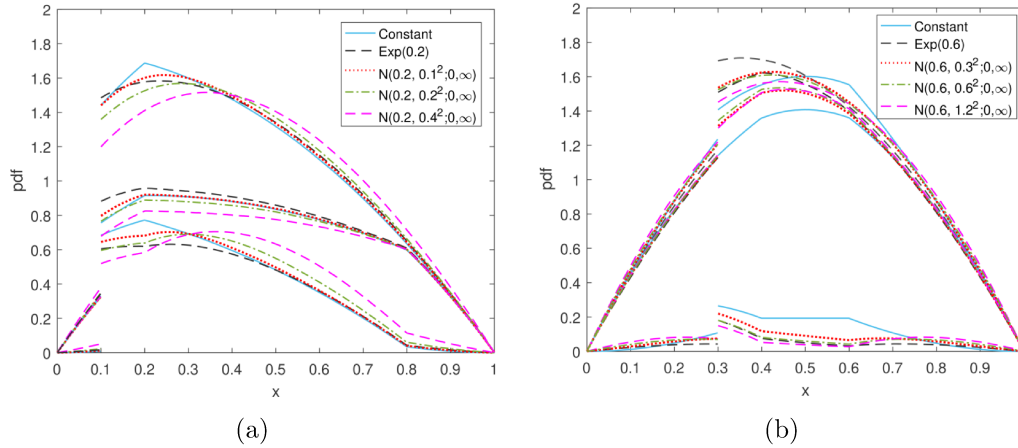 2
1.8
1.6
1.4
1.2
1
0.8
0.6
0.4
0.2
0
pdf
0 0.1 0.2 0.3 0.4 0.5 0.6 0.7 0.8 0.9 1
x
Constant
Exp(0.2)
N(0.2, 0.1²;0,∞)
N(0.2, 0.2²;0,∞)
N(0.2, 0.4²;0,∞)
(a)
2
1.8
1.6
1.4
1.2
1
0.8
0.6
0.4
0.2
0
pdf
0 0.1 0.2 0.3 0.4 0.5 0.6 0.7 0.8 0.9
x
Constant
Exp(0.6)
N(0.6, 0.3²;0,∞)
N(0.6, 0.6²;0,∞)
N(0.6, 1.2²;0,∞)
(b)